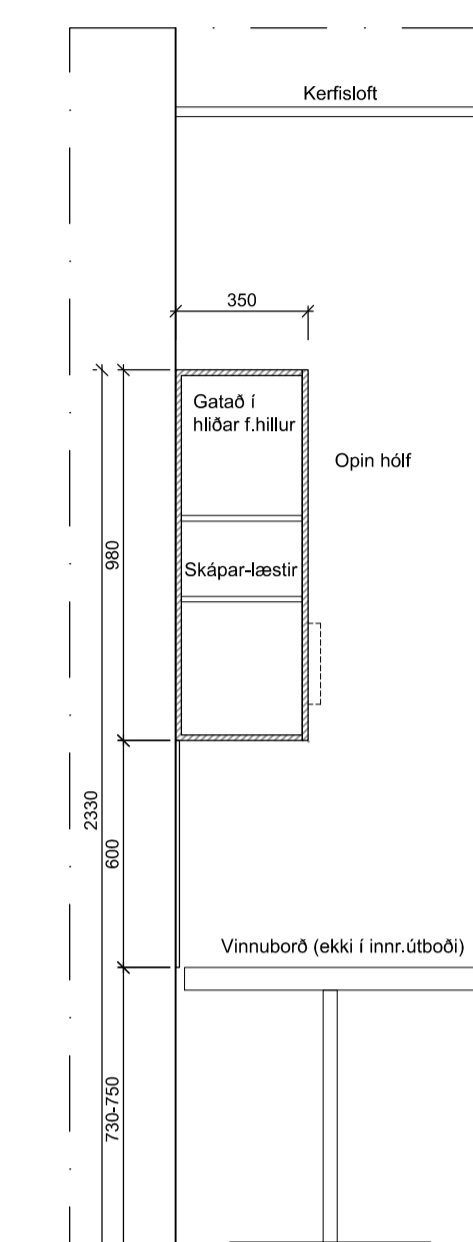 Kerfisloft
350
Gatað í
hliðar f.hillur
Opin hólf
980
Skápar-læstir
2330
600
Vinnuborð (ekki í innr.útboði)
730-750